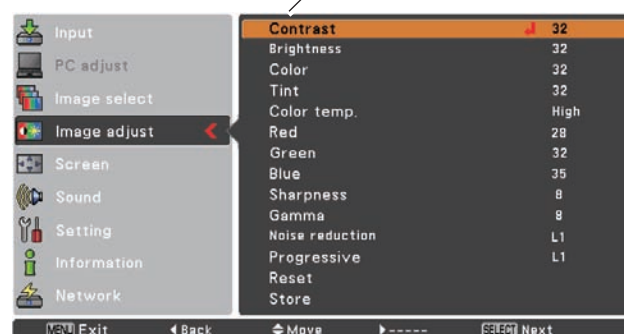 Input
PC adjust
Image select
Image adjust
Screen
Sound
Setting
Information
Network
Contrast 32
Brightness 32
Color 32
Tint 32
Color temp. High
Red 28
Green 32
Blue 35
Sharpness 8
Gamma 8
Noise reduction L1
Progressive L1
Reset
Store
MENU Exit Back Move ----- SELECT Next